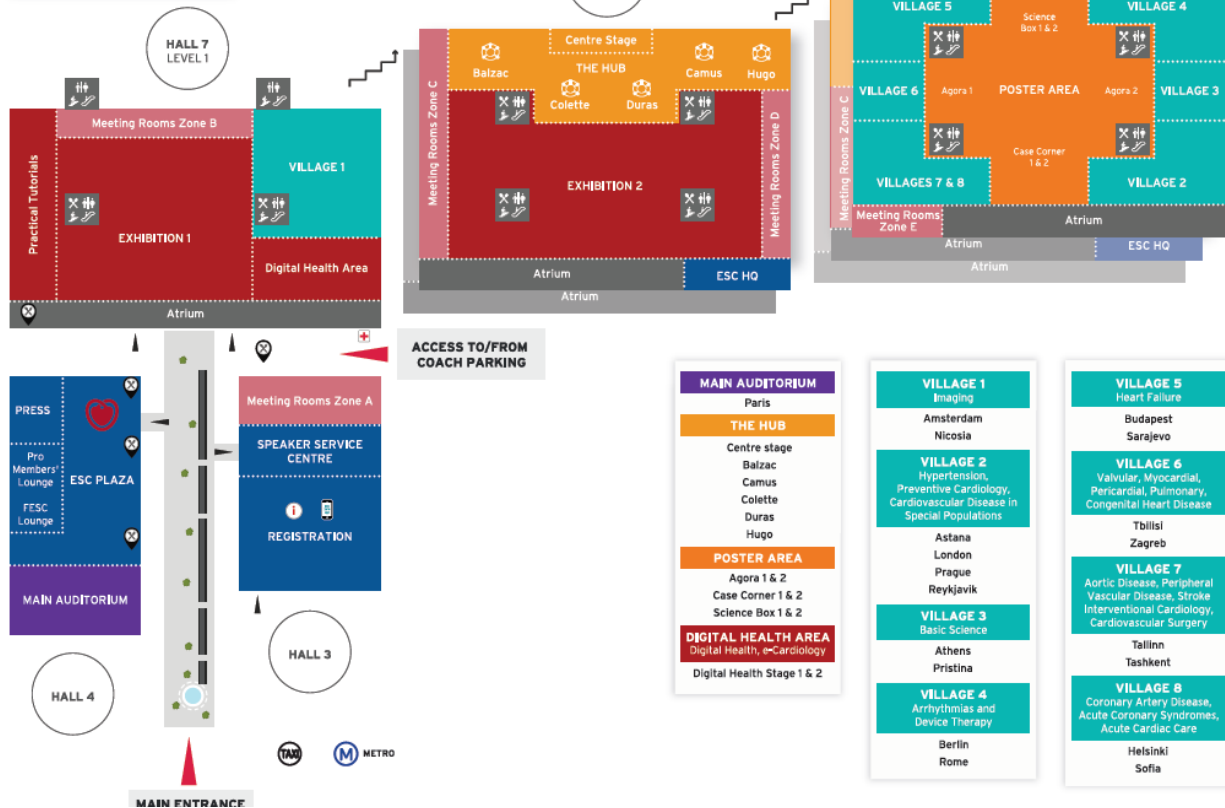 HALL 7
LEVEL 1
Meeting Rooms Zone B
Practical Tutorials
VILLAGE 1
EXHIBITION 1
Digital Health Area
Atrium
Meeting Rooms Zone C
Centre Stage
THE HUB
Balzac
Camus
Hugo
Colette
Duras
EXHIBITION 2
Meeting Rooms Zone D
Atrium
ESC HQ
Atrium
VILLAGE 5
Science
Box 1 & 2
VILLAGE 4
VILLAGE 6
Agora 1
POSTER AREA
Agora 2
VILLAGE 3
Meeting Rooms Zone C
Case Corner
1 & 2
VILLAGES 7 & 8
VILLAGE 2
Meeting Rooms
Zone E
Atrium
Atrium
ESC HQ
Atrium
ACCESS TO/FROM
COACH PARKING
PRESS
Pro
Members'
Lounge
FESC
Lounge
ESC PLAZA
MAIN AUDITORIUM
Meeting Rooms Zone A
SPEAKER SERVICE
CENTRE
i
REGISTRATION
HALL 3
HALL 4
TAXI
M METRO
MAIN ENTRANCE
MAIN AUDITORIUM
Paris
THE HUB
Centre stage
Balzac
Camus
Colette
Duras
Hugo
POSTER AREA
Agora 1 & 2
Case Corner 1 & 2
Science Box 1 & 2
DIGITAL HEALTH AREA
Digital Health, e-Cardiology
Digital Health Stage 1 & 2
VILLAGE 1
Imaging
Amsterdam
Nicosia
VILLAGE 2
Hypertension,
Preventive Cardiology,
Cardiovascular Disease in
Special Populations
Astana
London
Prague
Reykjavik
VILLAGE 3
Basic Science
Athens
Pristina
VILLAGE 4
Arrhythmias and
Device Therapy
Berlin
Rome
VILLAGE 5
Heart Failure
Budapest
Sarajevo
VILLAGE 6
Valvular, Myocardial,
Pericardial, Pulmonary,
Congenital Heart Disease
Tbilisi
Zagreb
VILLAGE 7
Aortic Disease, Peripheral
Vascular Disease, Stroke
Interventional Cardiology,
Cardiovascular Surgery
Tallinn
Tashkent
VILLAGE 8
Coronary Artery Disease,
Acute Coronary Syndromes,
Acute Cardiac Care
Helsinki
Sofia